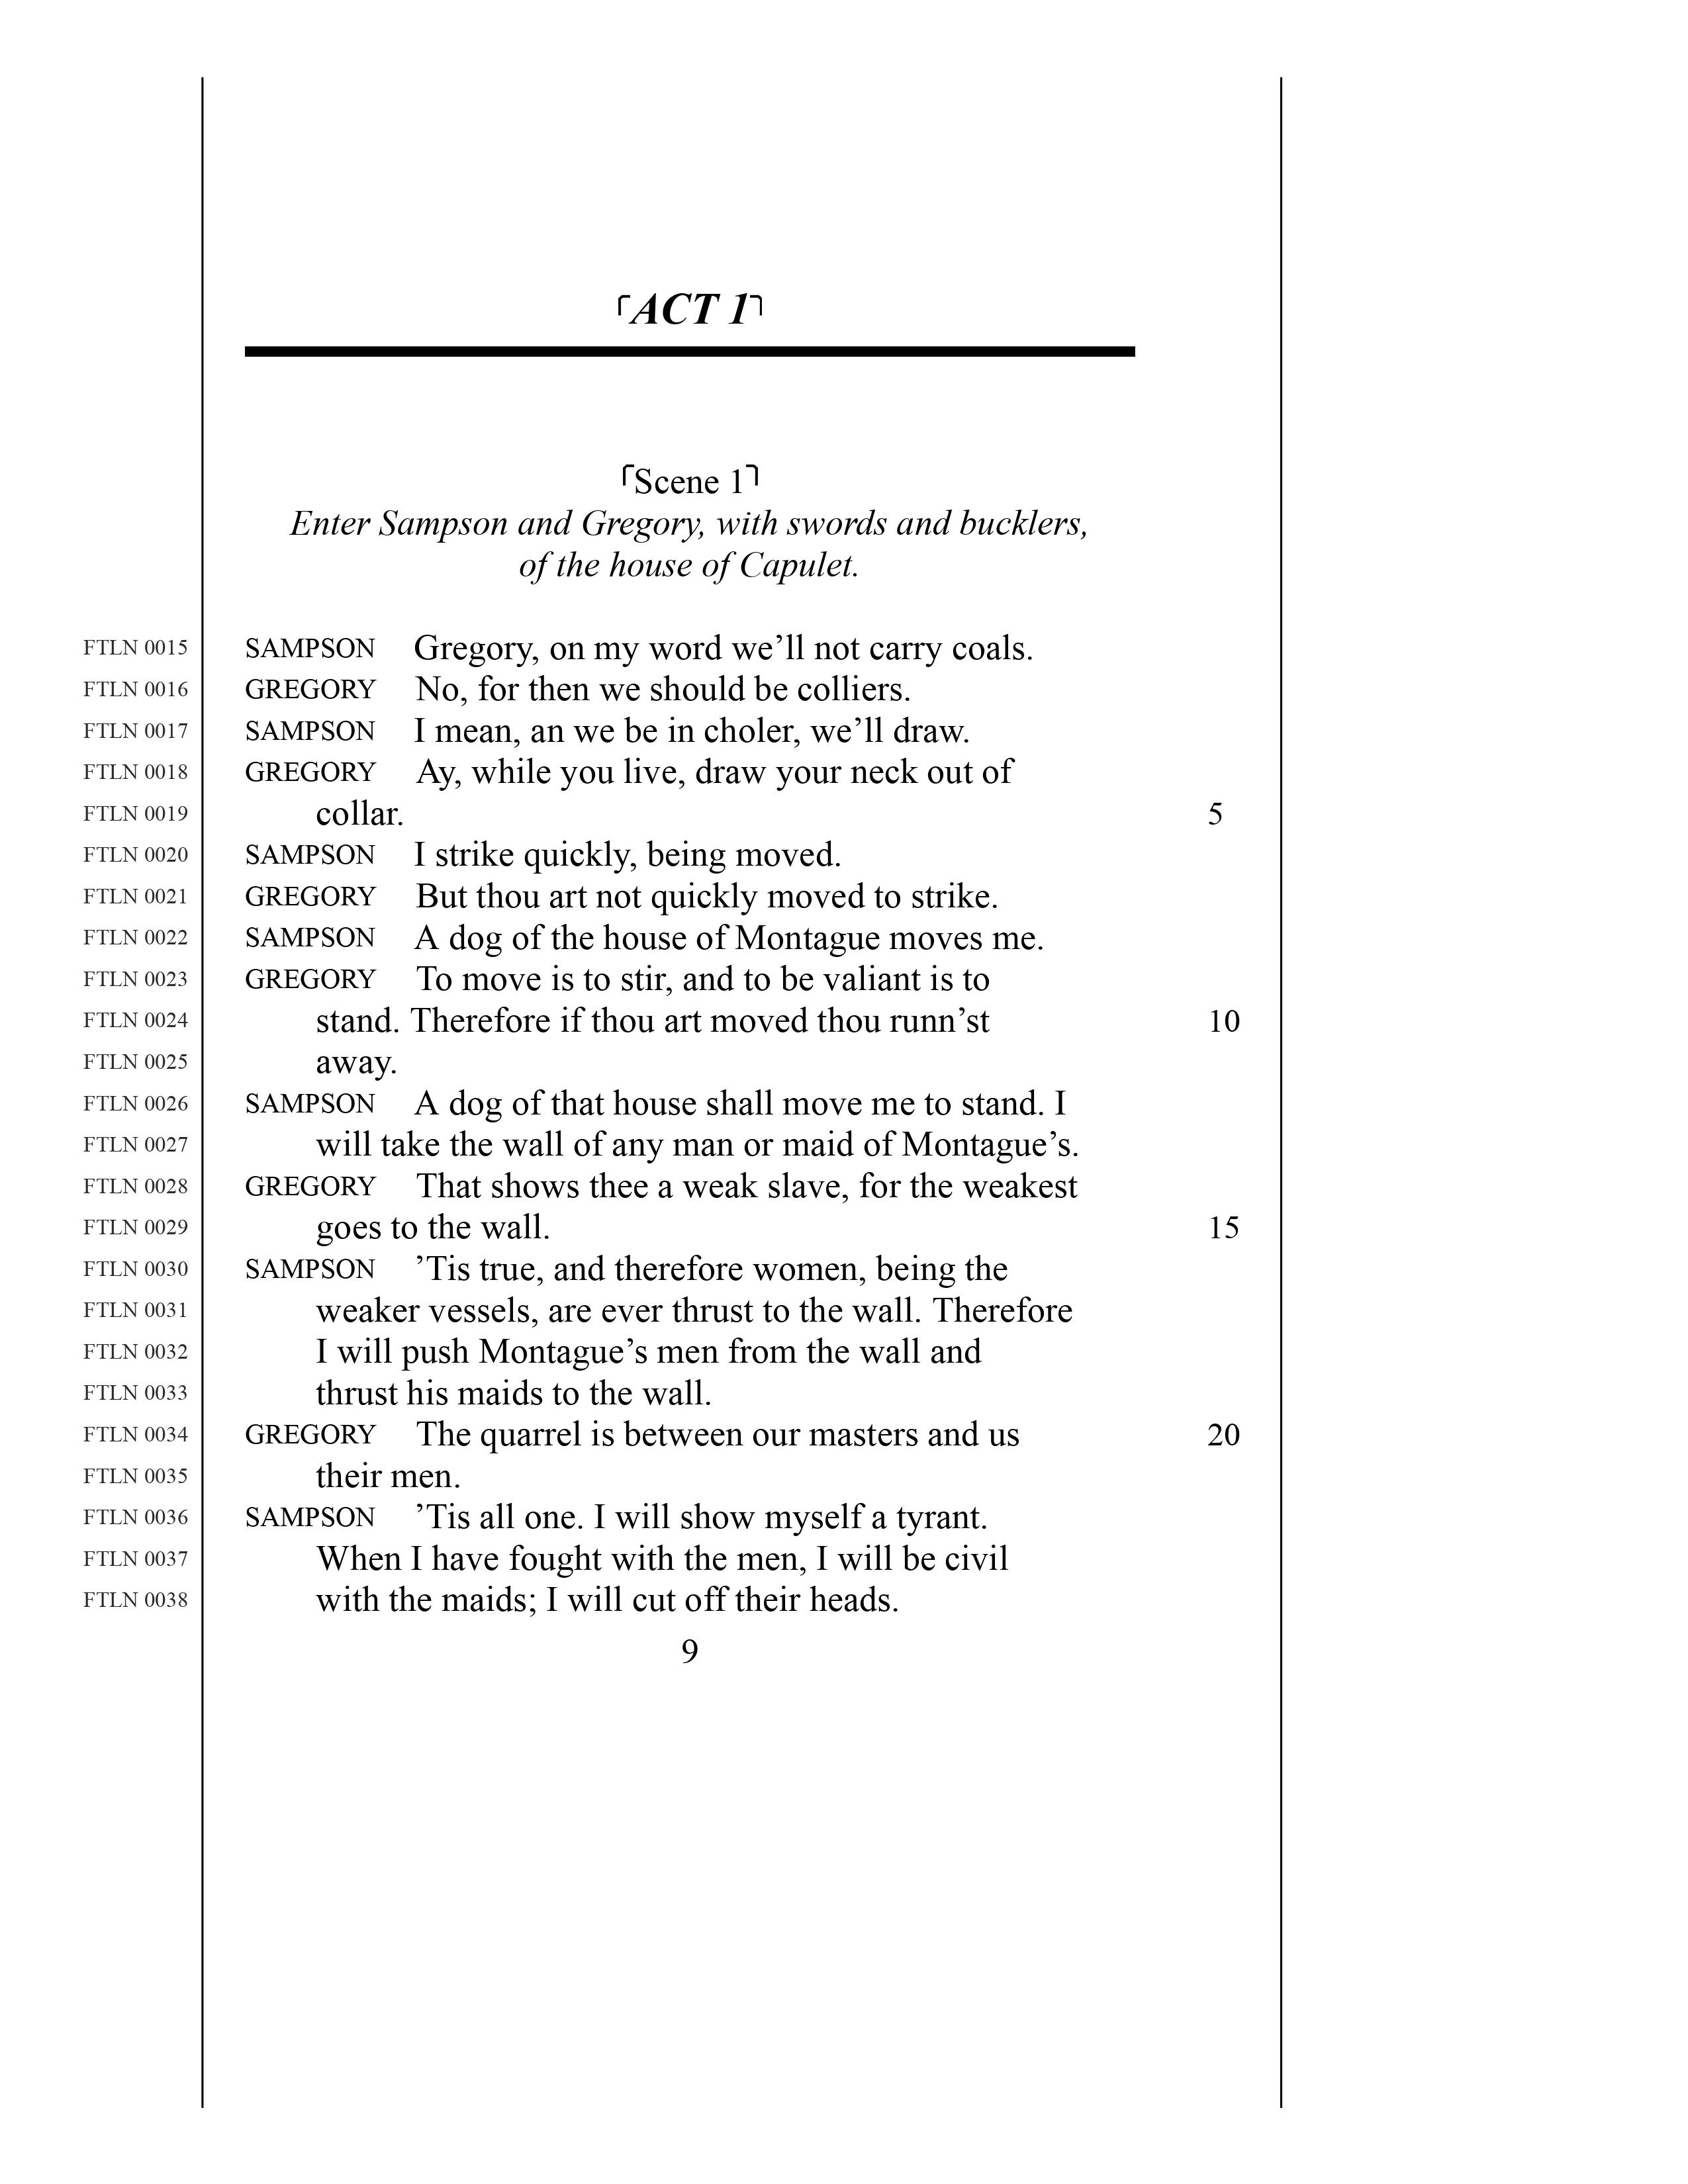 ⌜ACT 1⌝
⌜Scene 1⌝
Enter Sampson and Gregory, with swords and bucklers,
of the house of Capulet.
FTLN 0015 SAMPSON Gregory, on my word we’ll not carry coals.
FTLN 0016 GREGORY No, for then we should be colliers.
FTLN 0017 SAMPSON I mean, an we be in choler, we’ll draw.
FTLN 0018 GREGORY Ay, while you live, draw your neck out of
FTLN 0019 collar. 5
FTLN 0020 SAMPSON I strike quickly, being moved.
FTLN 0021 GREGORY But thou art not quickly moved to strike.
FTLN 0022 SAMPSON A dog of the house of Montague moves me.
FTLN 0023 GREGORY To move is to stir, and to be valiant is to
FTLN 0024 stand. Therefore if thou art moved thou runn’st 10
FTLN 0025 away.
FTLN 0026 SAMPSON A dog of that house shall move me to stand. I
FTLN 0027 will take the wall of any man or maid of Montague’s.
FTLN 0028 GREGORY That shows thee a weak slave, for the weakest
FTLN 0029 goes to the wall. 15
FTLN 0030 SAMPSON ’Tis true, and therefore women, being the
FTLN 0031 weaker vessels, are ever thrust to the wall. Therefore
FTLN 0032 I will push Montague’s men from the wall and
FTLN 0033 thrust his maids to the wall.
FTLN 0034 GREGORY The quarrel is between our masters and us 20
FTLN 0035 their men.
FTLN 0036 SAMPSON ’Tis all one. I will show myself a tyrant.
FTLN 0037 When I have fought with the men, I will be civil
FTLN 0038 with the maids; I will cut off their heads.
9